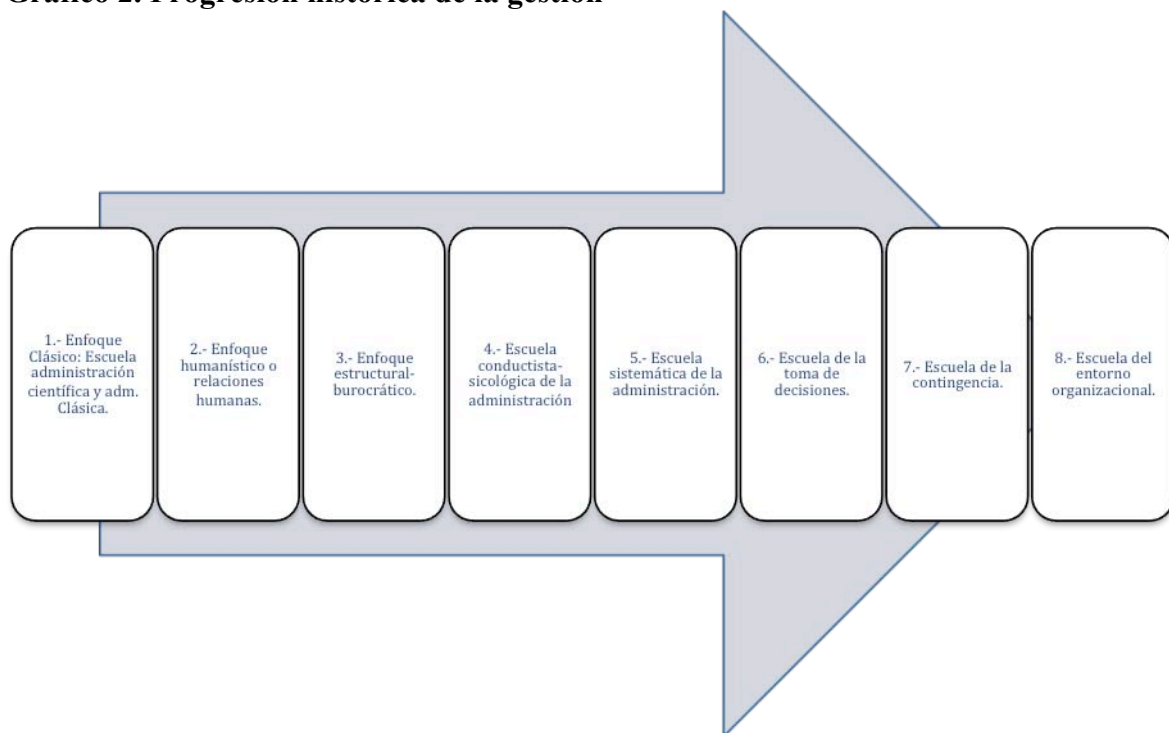 Gráfico 2. Progresión histórica de la gestión
1.- Enfoque
Clásico: Escuela
administración
científica y adm.
Clásica.
2.- Enfoque
humanístico o
relaciones
humanas.
3.- Enfoque
estructural-
burocrático.
4.- Escuela
conductista-
sicológica de la
administración
5.- Escuela
sistemática de la
administración.
6.- Escuela de la
toma de
decisiones.
7.- Escuela de la
contingencia.
8.- Escuela del
entorno
organizacional.